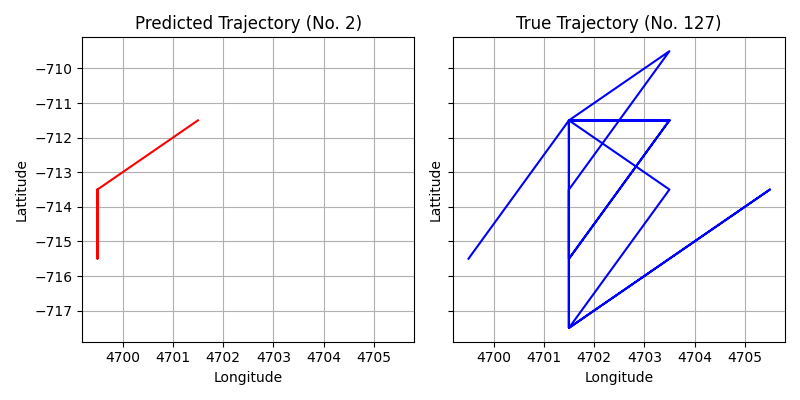 Predicted Trajectory (No. 2)
True Trajectory (No. 127)
Lattitude
−710
−711
−712
−713
−714
−715
−716
−717
4700 4701 4702 4703 4704 4705
Longitude
Lattitude
4700 4701 4702 4703 4704 4705
Longitude